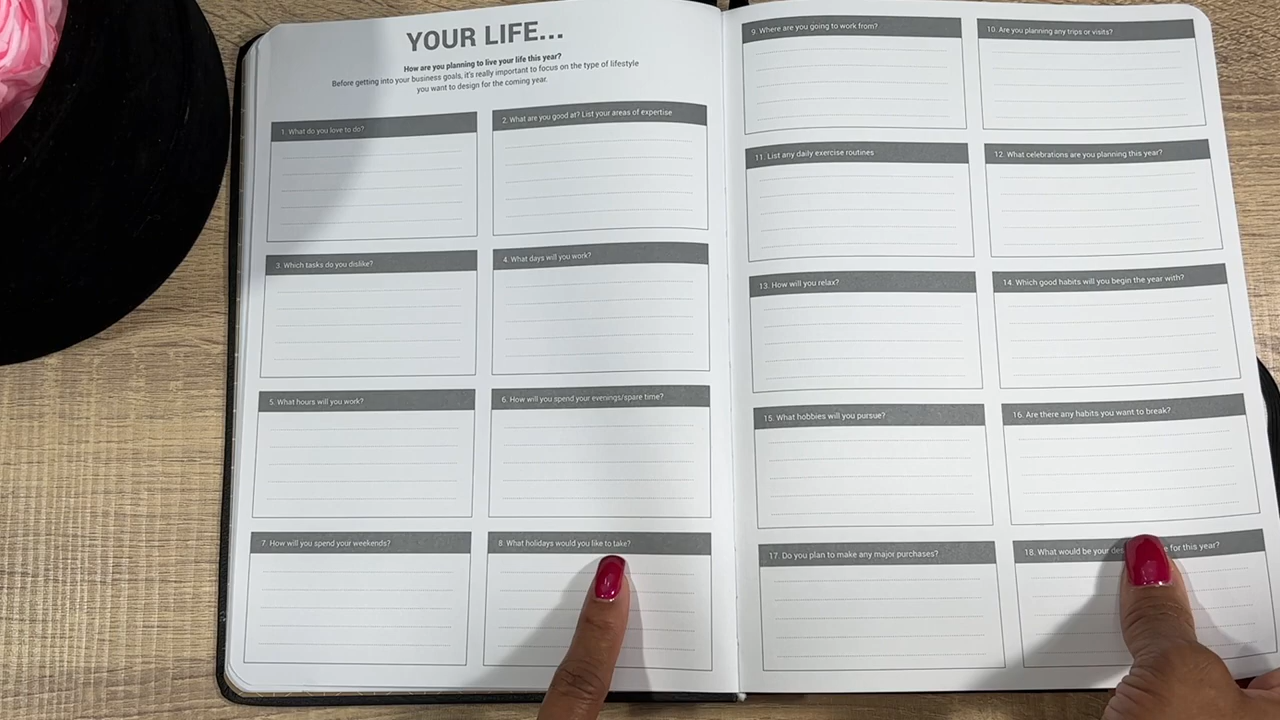 YOUR LIFE...
How are you planning to live your life this year?
Before getting into your business goals, it's really important to focus on the type of lifestyle
you want to design for the coming year.
1. What do you love to do?
2. What are you good at? List your areas of expertise
3. Which tasks do you dislike?
4. What days will you work?
5. What hours will you work?
6. How will you spend your evenings/spare time?
7. How will you spend your weekends?
8. What holidays would you like to take?
9. Where are you going to work from?
10. Are you planning any trips or visits?
11. List any daily exercise routines
12. What celebrations are you planning this year?
13. How will you relax?
14. Which good habits will you begin the year with?
15. What hobbies will you pursue?
16. Are there any habits you want to break?
17. Do you plan to make any major purchases?
18. What would be your for this year?